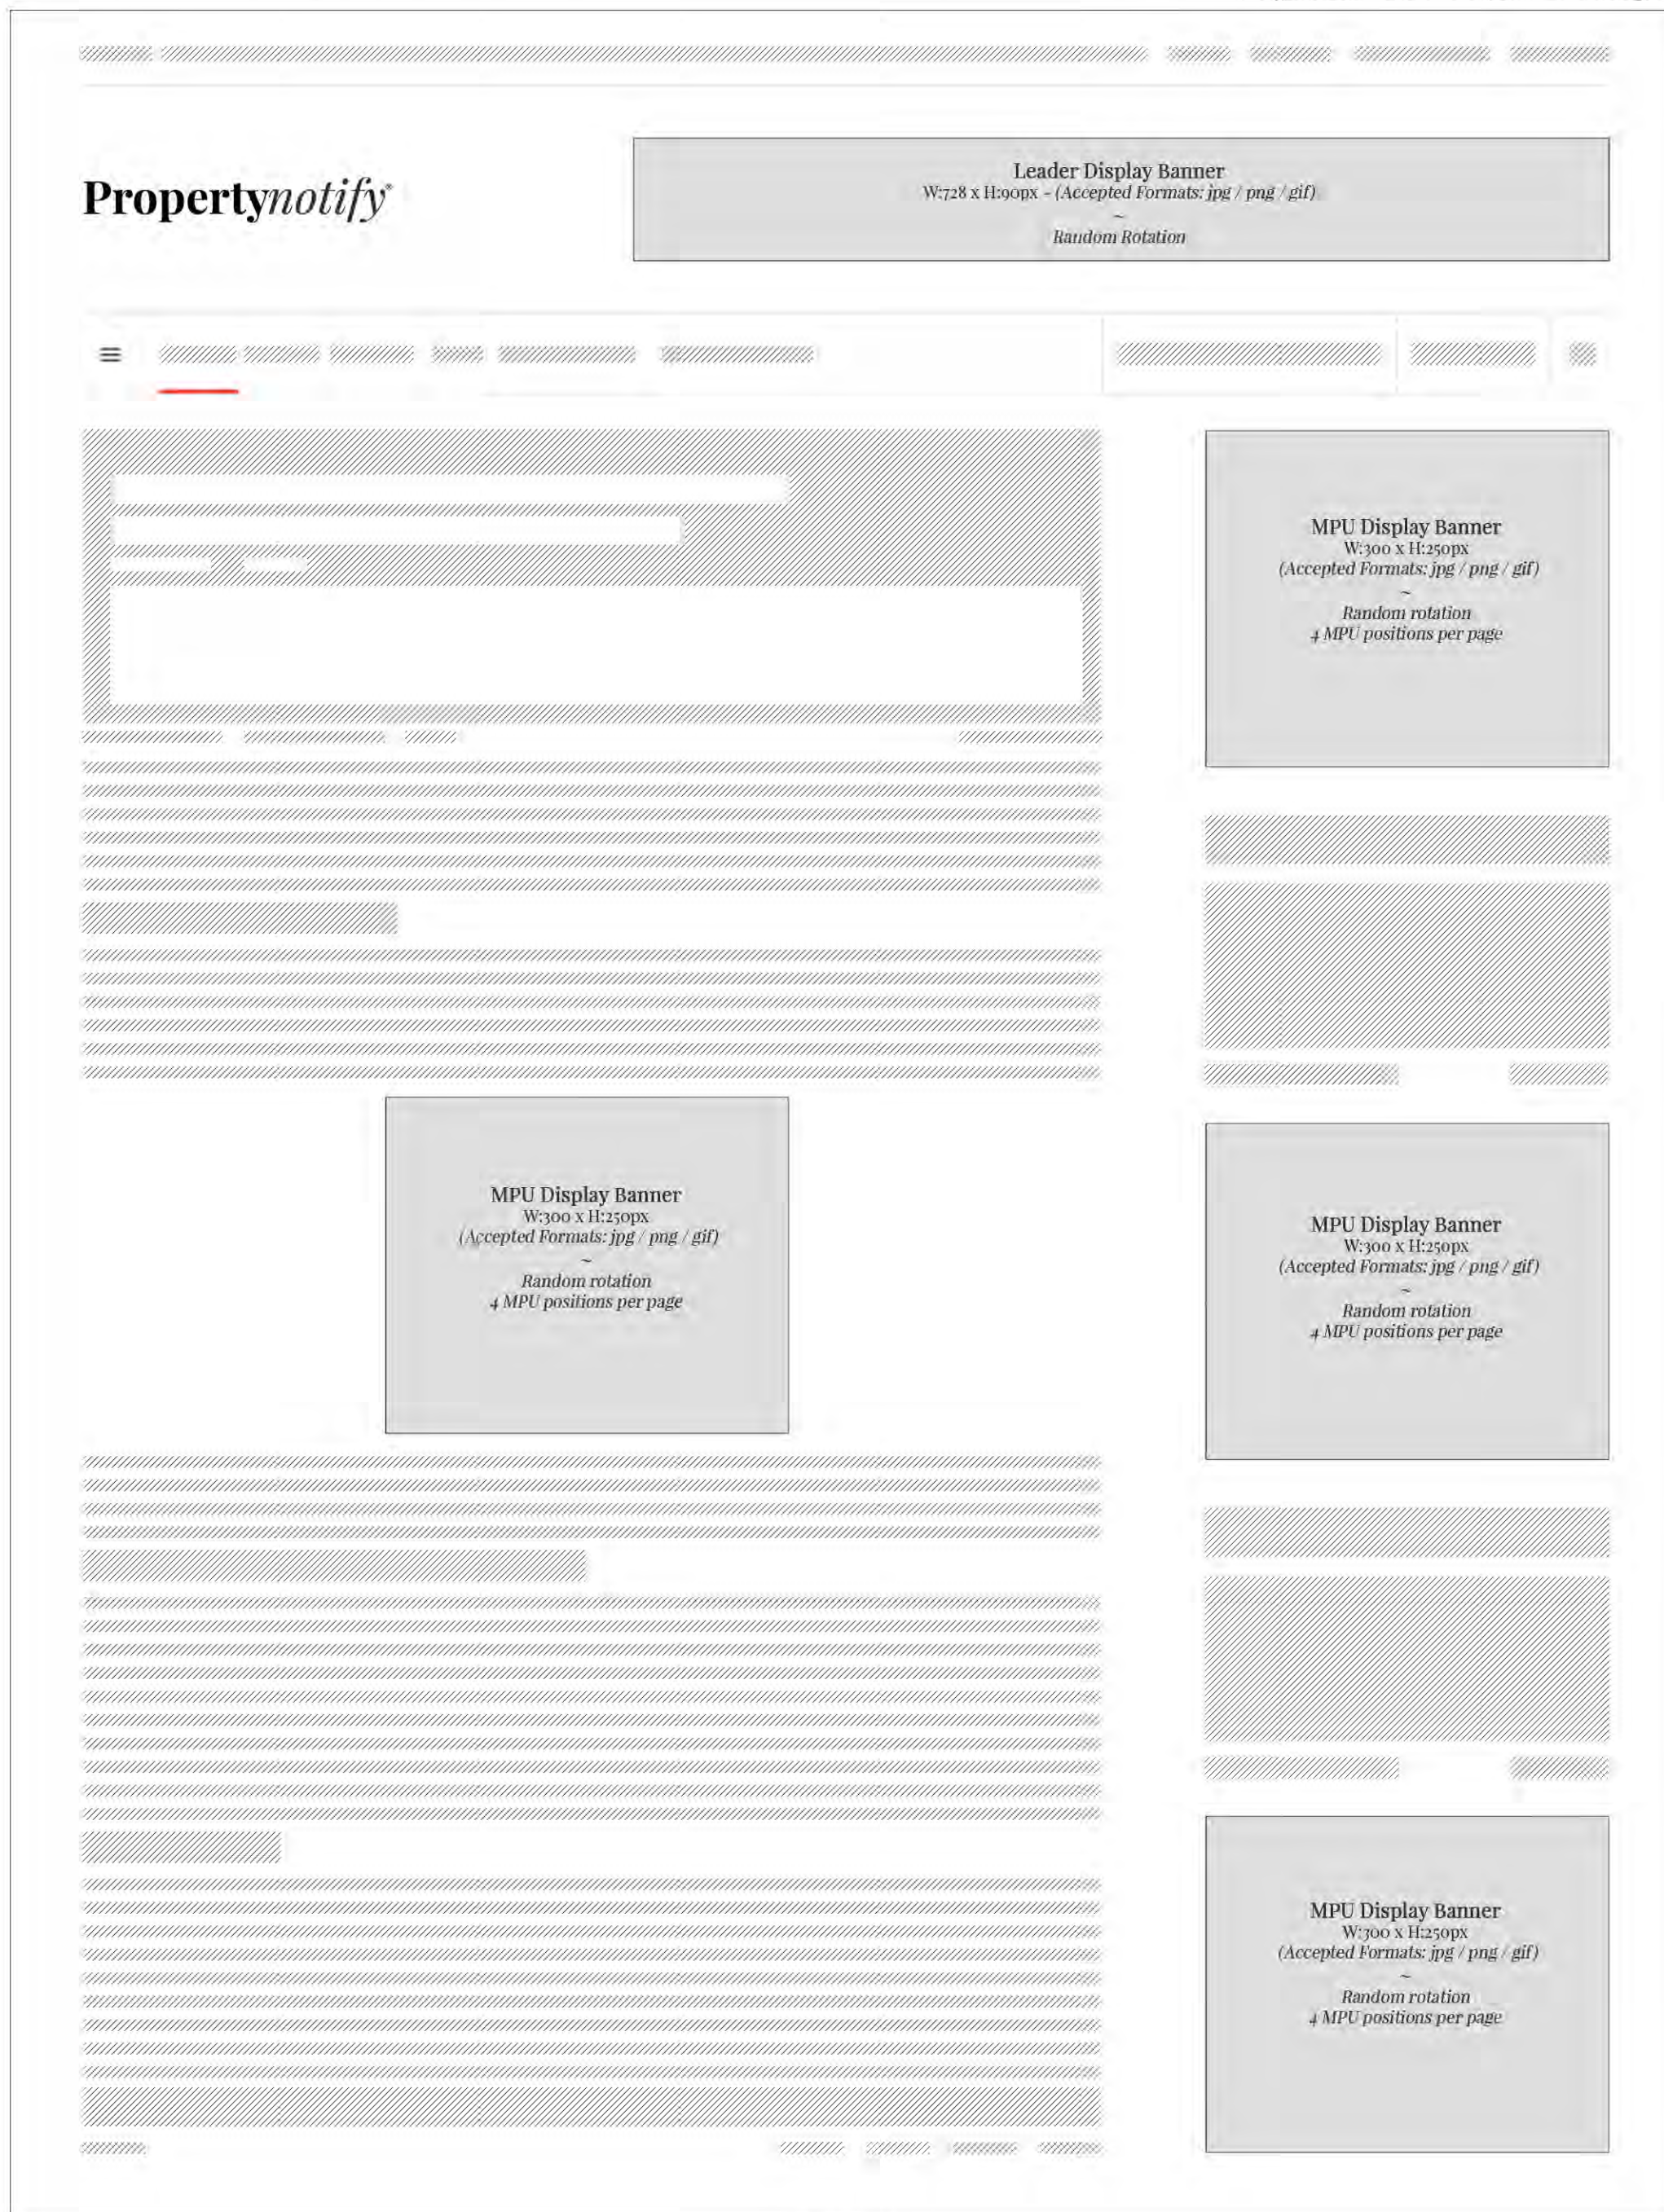 Propertynotify
Leader Display Banner
W:728 x H:90px - (Accepted Formats: jpg / png / gif)
~
Random Rotation
MPU Display Banner
W:300 x H:250px
(Accepted Formats: jpg / png / gif)
~
Random rotation
4 MPU positions per page
MPU Display Banner
W:300 x H:250px
(Accepted Formats: jpg / png / gif)
~
Random rotation
4 MPU positions per page
MPU Display Banner
W:300 x H:250px
(Accepted Formats: jpg / png / gif)
~
Random rotation
4 MPU positions per page
MPU Display Banner
W:300 x H:250px
(Accepted Formats: jpg / png / gif)
~
Random rotation
4 MPU positions per page